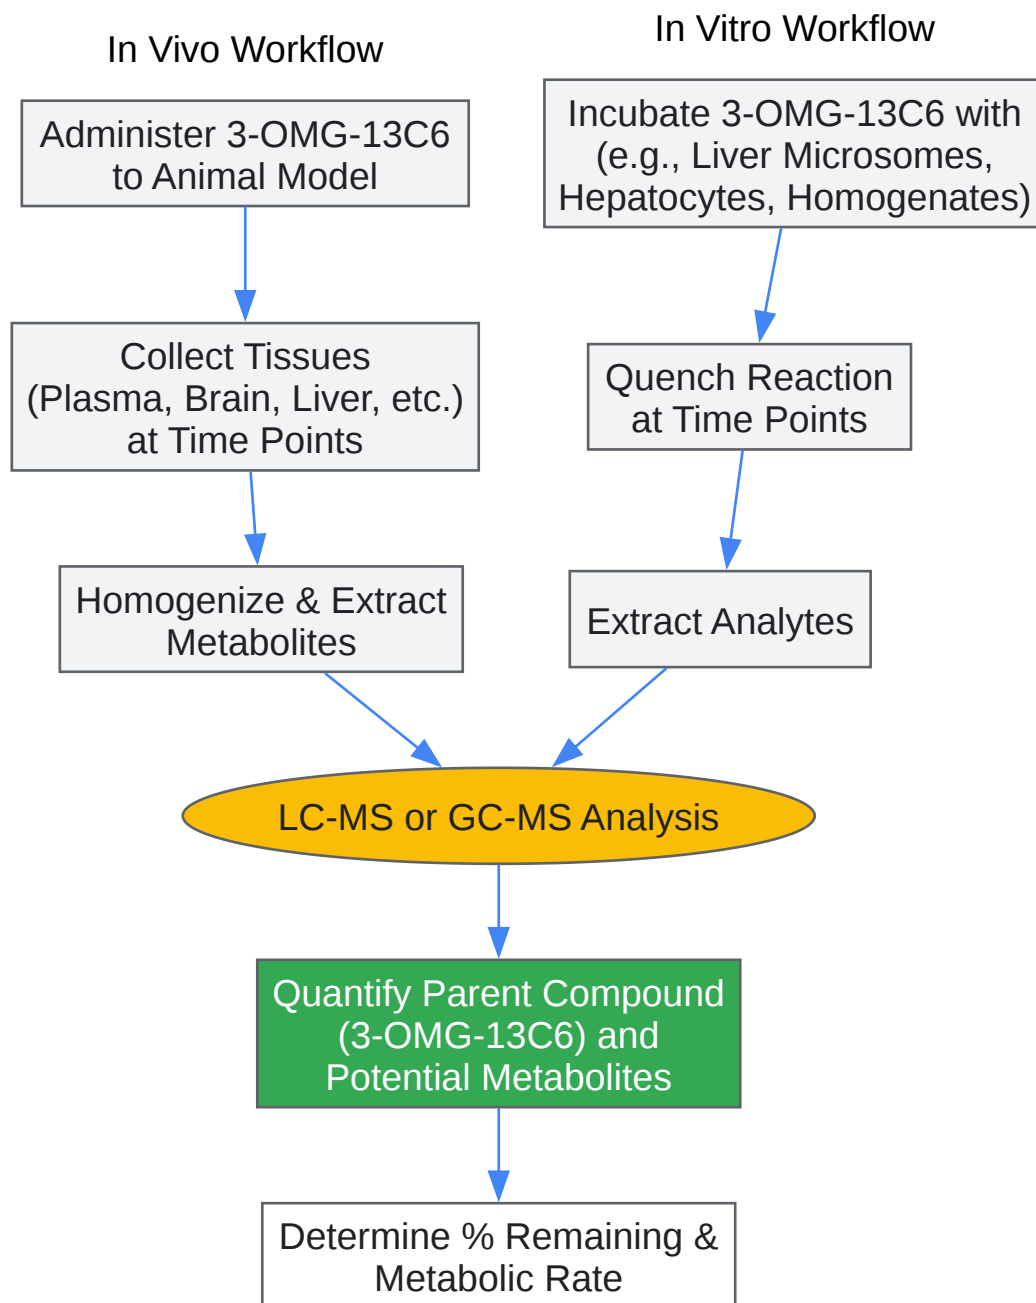 In Vivo Workflow
Administer 3-OMG-13C6
to Animal Model
Collect Tissues
(Plasma, Brain, Liver, etc.)
at Time Points
Homogenize & Extract
Metabolites
In Vitro Workflow
Incubate 3-OMG-13C6 with
(e.g., Liver Microsomes,
Hepatocytes, Homogenates)
Quench Reaction
at Time Points
Extract Analytes
LC-MS or GC-MS Analysis
Quantify Parent Compound
(3-OMG-13C6) and
Potential Metabolites
Determine % Remaining &
Metabolic Rate